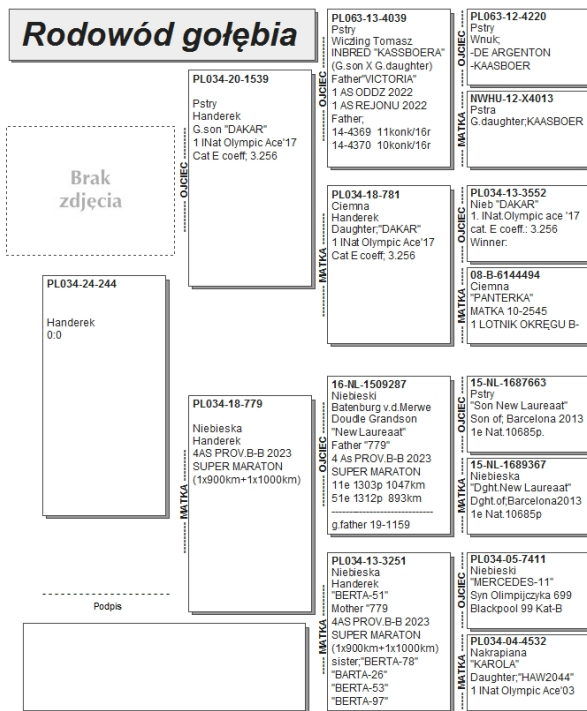 Rodowód gołębia
Brak
zdjęcia
PL034-24-244
Handerek
0:0
Podpis
OJCIEC
PL034-20-1539
Pstry
Handerek
G.son "DAKAR"
1 INat Olympic Ace'17
Cat E coeff; 3.256
MATKA
PL034-18-779
Niebieska
Handerek
4AS PROV.B-B 2023
SUPER MARATON
(1x900km+1x1000km)
OJCIEC
PL063-13-4039
Pstry
Wiczling Tomasz
INBRED "KASSBOERA"
(G.son X G.daughter)
Father"VICTORIA"
1 AS ODDZ 2022
1 AS REJONU 2022
Father;
14-4369 11konk/16r
14-4370 10konk/16r
MATKA
PL034-18-781
Ciemna
Handerek
Daughter;"DAKAR"
1 INat Olympic Ace'17
Cat E coeff; 3.256
OJCIEC
16-NL-1509287
Niebieski
Batenburg v.d.Merwe
Doudle Grandson
"New Laureaat"
Father "779"
4 As PROV.B-B 2023
SUPER MARATON
11e 1303p 1047km
51e 1312p 893km
--------------------------------
g.father 19-1159
MATKA
PL034-13-3251
Niebieska
Handerek
"BERTA-51"
Mother "779
4AS PROV.B-B 2023
SUPER MARATON
(1x900km+1x1000km)
sister;"BERTA-78"
"BARTA-26"
"BERTA-53"
"BERTA-97"
OJCIEC
PL063-12-4220
Pstry
Wnuk;
-DE ARGENTON
-KAASBOER
MATKA
NWHU-12-X4013
Pstra
G.daughter;KAASBOER
OJCIEC
PL034-13-3552
Nieb "DAKAR"
1. INat.Olympic ace '17
cat. E coeff.: 3.256
Winner:
MATKA
08-B-6144494
Ciemna
"PANTERKA"
MATKA 10-2545
1 LOTNIK OKRĘGU B-
OJCIEC
15-NL-1687663
Pstry
"Son New Laureaat"
Son of; Barcelona 2013
1e Nat.10685p.
MATKA
15-NL-1689367
Niebieska
"Dght.New Laureaat"
Dght.of;Barcelona2013
1e Nat.10685p
OJCIEC
PL034-05-7411
Niebieski
"MERCEDES-11"
Syn Olimpijczyka 699
Blackpool 99 Kat-B
MATKA
PL034-04-4532
Nakrapiana
"KAROLA"
Daughter;"HAW2044"
1 INat Olympic Ace'03